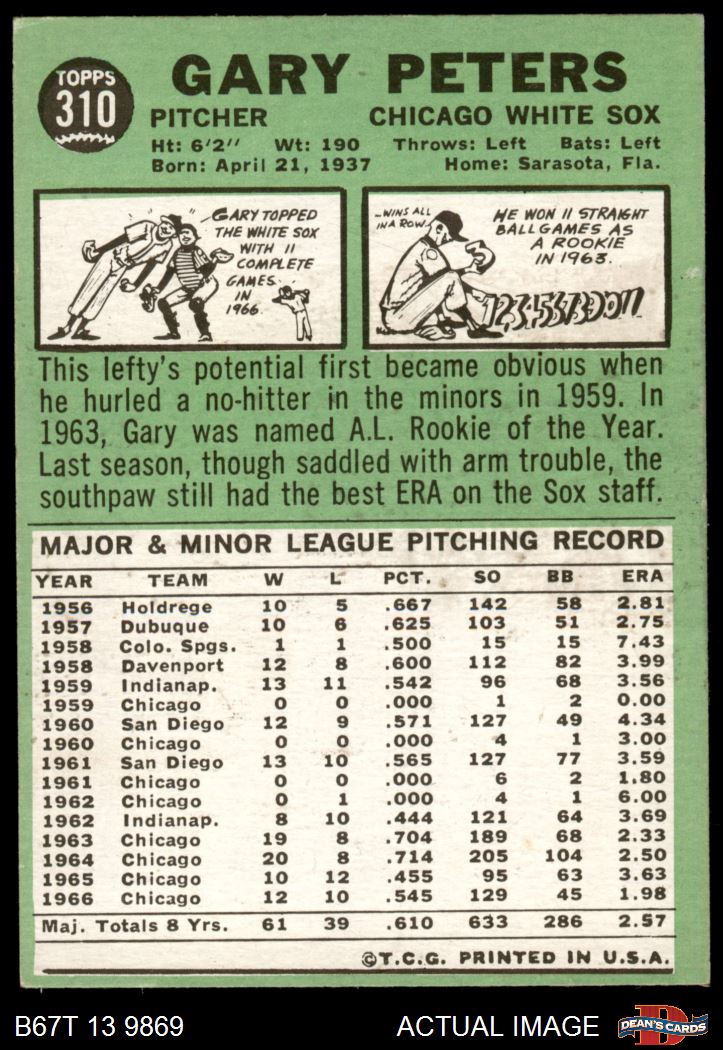 TOPPS
310
GARY PETERS
PITCHER CHICAGO WHITE SOX
Ht: 6'2" Wt: 190 Throws: Left Bats: Left
Born: April 21, 1937 Home: Sarasota, Fla.
GARY TOPPED
THE WHITE SOX
WITH 11
COMPLETE
GAMES
IN
1966.
..WINS ALL
IN A ROW..
HE WON 11 STRAIGHT
BALL GAMES AS
A ROOKIE
IN 1963.
This lefty's potential first became obvious when
he hurled a no-hitter in the minors in 1959. In
1963, Gary was named A.L. Rookie of the Year.
Last season, though saddled with arm trouble, the
southpaw still had the best ERA on the Sox staff.
MAJOR & MINOR LEAGUE PITCHING RECORD
YEAR TEAM W L PCT. SO BB ERA
1956 Holdrege 10 5 .667 142 58 2.81
1957 Dubuque 10 6 .625 103 51 2.75
1958 Colo. Spgs. 1 1 .500 15 15 7.43
1958 Davenport 12 8 .600 112 82 3.99
1959 Indianap. 13 11 .542 96 68 3.56
1959 Chicago 0 0 .000 1 2 0.00
1960 San Diego 12 9 .571 127 49 4.34
1960 Chicago 0 0 .000 4 1 3.00
1961 San Diego 13 10 .565 127 77 3.59
1961 Chicago 0 0 .000 6 2 1.80
1962 Chicago 0 1 .000 4 1 6.00
1962 Indianap. 8 10 .444 121 64 3.69
1963 Chicago 19 8 .704 189 68 2.33
1964 Chicago 20 8 .714 205 104 2.50
1965 Chicago 10 12 .455 95 63 3.63
1966 Chicago 12 10 .545 129 45 1.98
Maj. Totals 8 Yrs. 61 39 .610 633 286 2.57
©T.C.G. PRINTED IN U.S.A.
B67T 13 9869 ACTUAL IMAGE DEAN'S CARDS